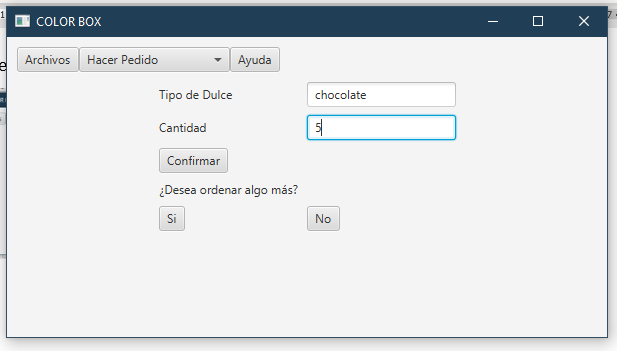 COLOR BOX
Archivos Hacer Pedido Ayuda
Tipo de Dulce chocolate
Cantidad 5
Confirmar
¿Desea ordenar algo más?
Si No